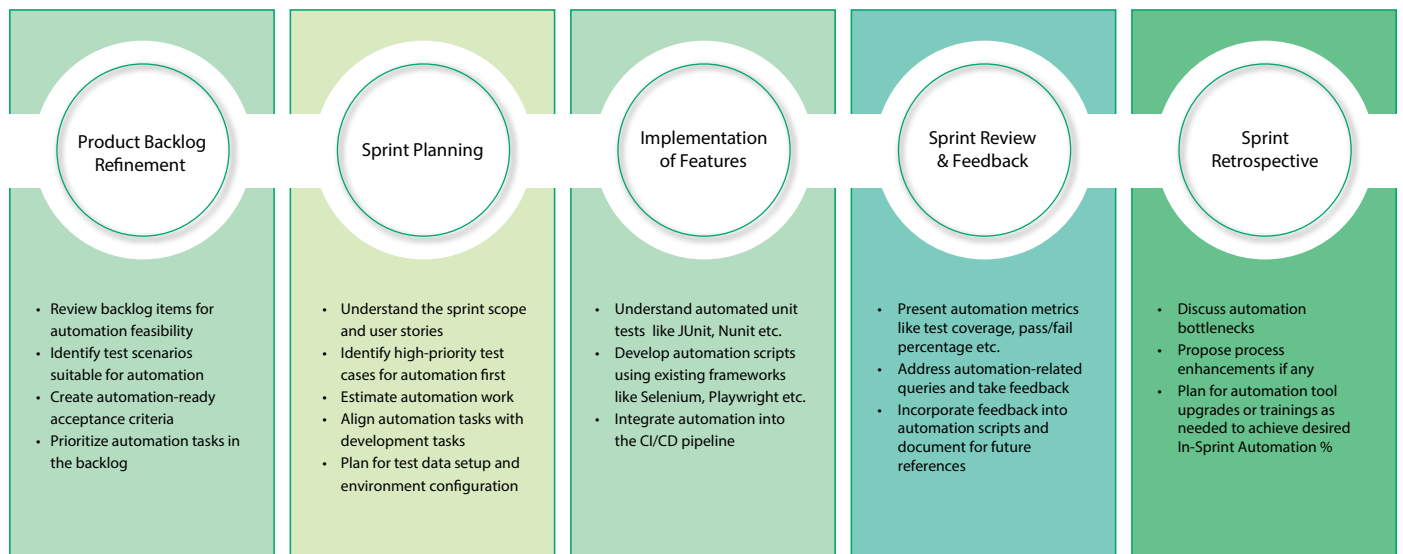 Product Backlog
Refinement
• Review backlog items for
automation feasibility
• Identify test scenarios
suitable for automation
• Create automation-ready
acceptance criteria
• Prioritize automation tasks in
the backlog
Sprint Planning
• Understand the sprint scope
and user stories
• Identify high-priority test
cases for automation first
• Estimate automation work
• Align automation tasks with
development tasks
• Plan for test data setup and
environment configuration
Implementation
of Features
• Understand automated unit
tests like JUnit, Nunit etc.
• Develop automation scripts
using existing frameworks
like Selenium, Playwright etc.
• Integrate automation into
the CI/CD pipeline
Sprint Review
& Feedback
• Present automation metrics
like test coverage, pass/fail
percentage etc.
• Address automation-related
queries and take feedback
• Incorporate feedback into
automation scripts and
document for future
references
Sprint
Retrospective
• Discuss automation
bottlenecks
• Propose process
enhancements if any
• Plan for automation tool
upgrades or trainings as
needed to achieve desired
In-Sprint Automation %